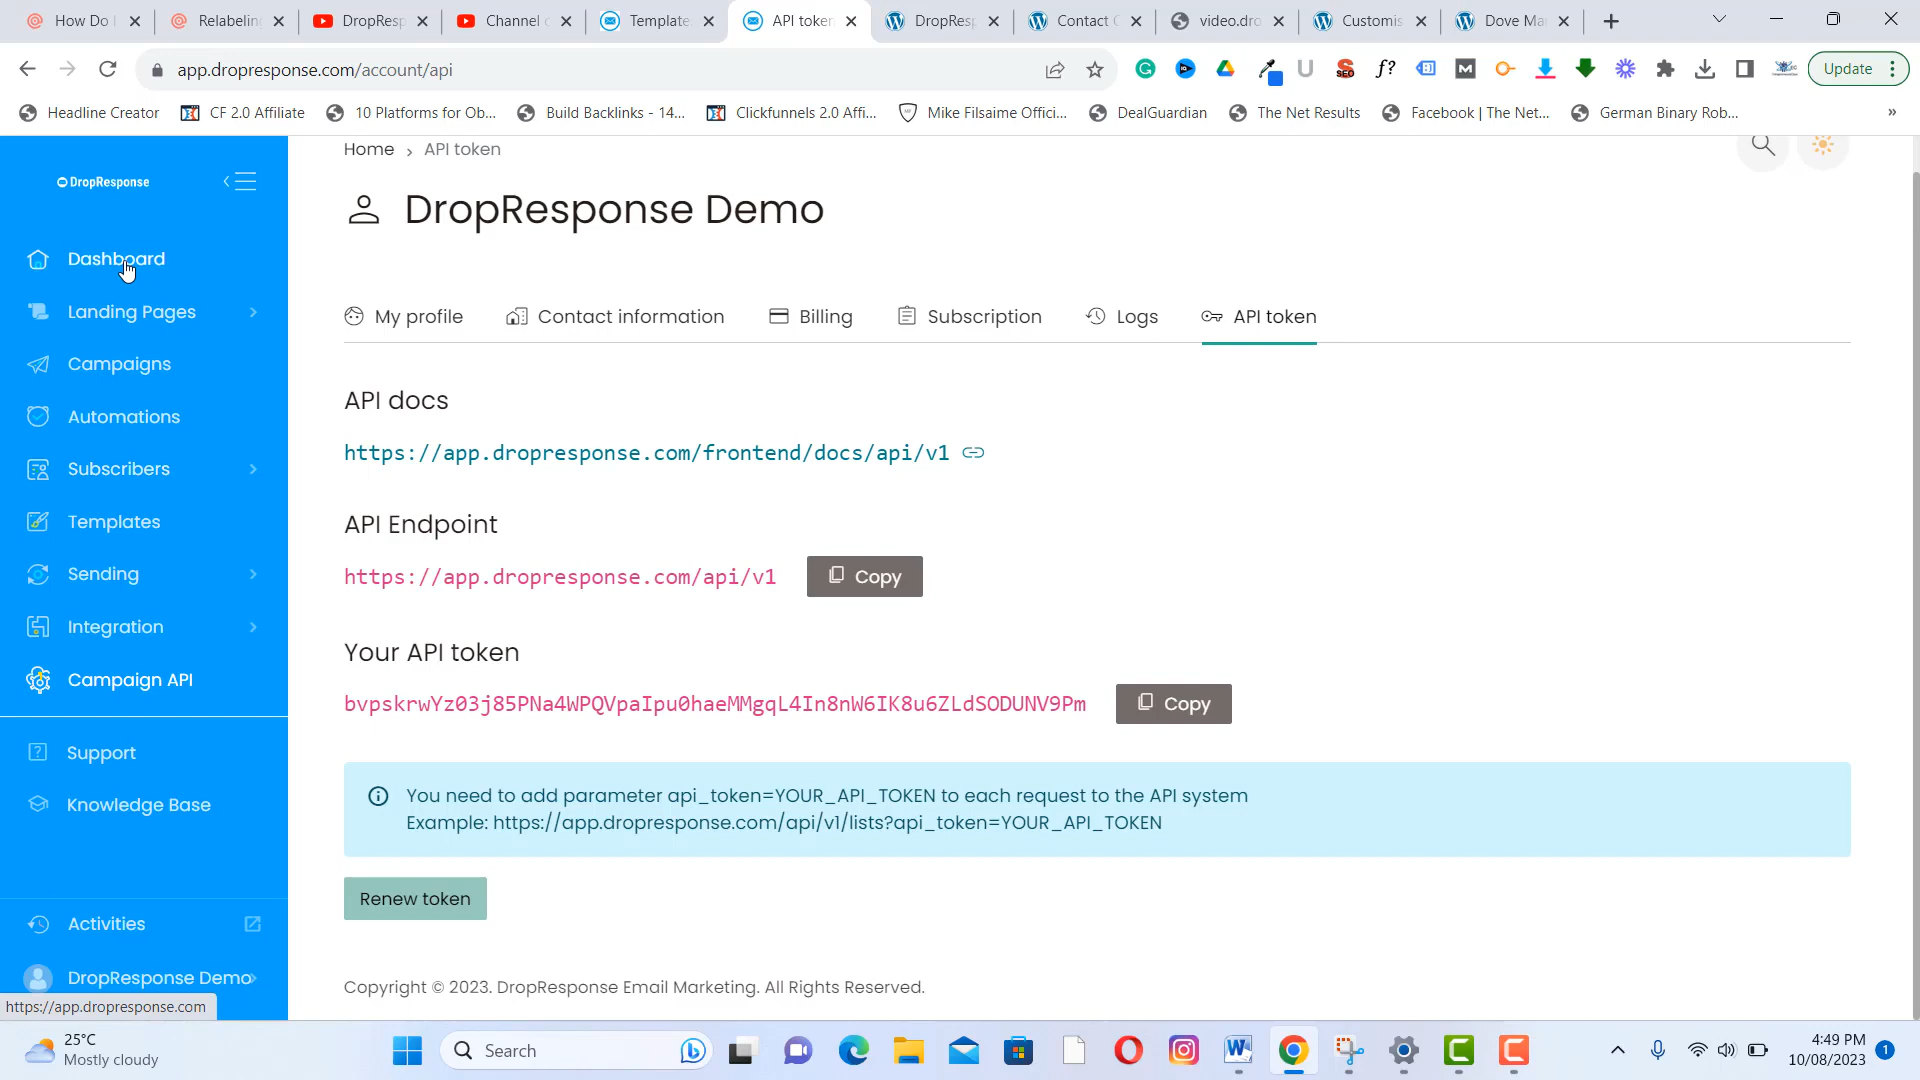 How Do I
Relabeling
DropResp
Channel c
Template
API token
DropResp
Contact C
video.dro
Customis
Dove Ma
app.dropresponse.com/account/api
Update
Headline Creator
CF 2.0 Affiliate
10 Platforms for Ob...
Build Backlinks - 14...
Clickfunnels 2.0 Affi...
Mike Filsaime Offici...
DealGuardian
The Net Results
Facebook | The Net...
German Binary Rob...
»
DropResponse
Dashboard
Landing Pages
Campaigns
Automations
Subscribers
Templates
Sending
Integration
Campaign API
Support
Knowledge Base
Activities
DropResponse Demo
https://app.dropresponse.com
Home › API token
DropResponse Demo
My profile
Contact information
Billing
Subscription
Logs
API token
API docs
https://app.dropresponse.com/frontend/docs/api/v1
API Endpoint
https://app.dropresponse.com/api/v1
Copy
Your API token
bvpskrwYz03j85PNa4WPQVpaIpu0haeMMgqL4In8nW6IK8u6ZLdSODUNV9Pm
Copy
You need to add parameter api_token=YOUR_API_TOKEN to each request to the API system
Example: https://app.dropresponse.com/api/v1/lists?api_token=YOUR_API_TOKEN
Renew token
Copyright © 2023. DropResponse Email Marketing. All Rights Reserved.
25°C
Mostly cloudy
Search
4:49 PM
10/08/2023
1